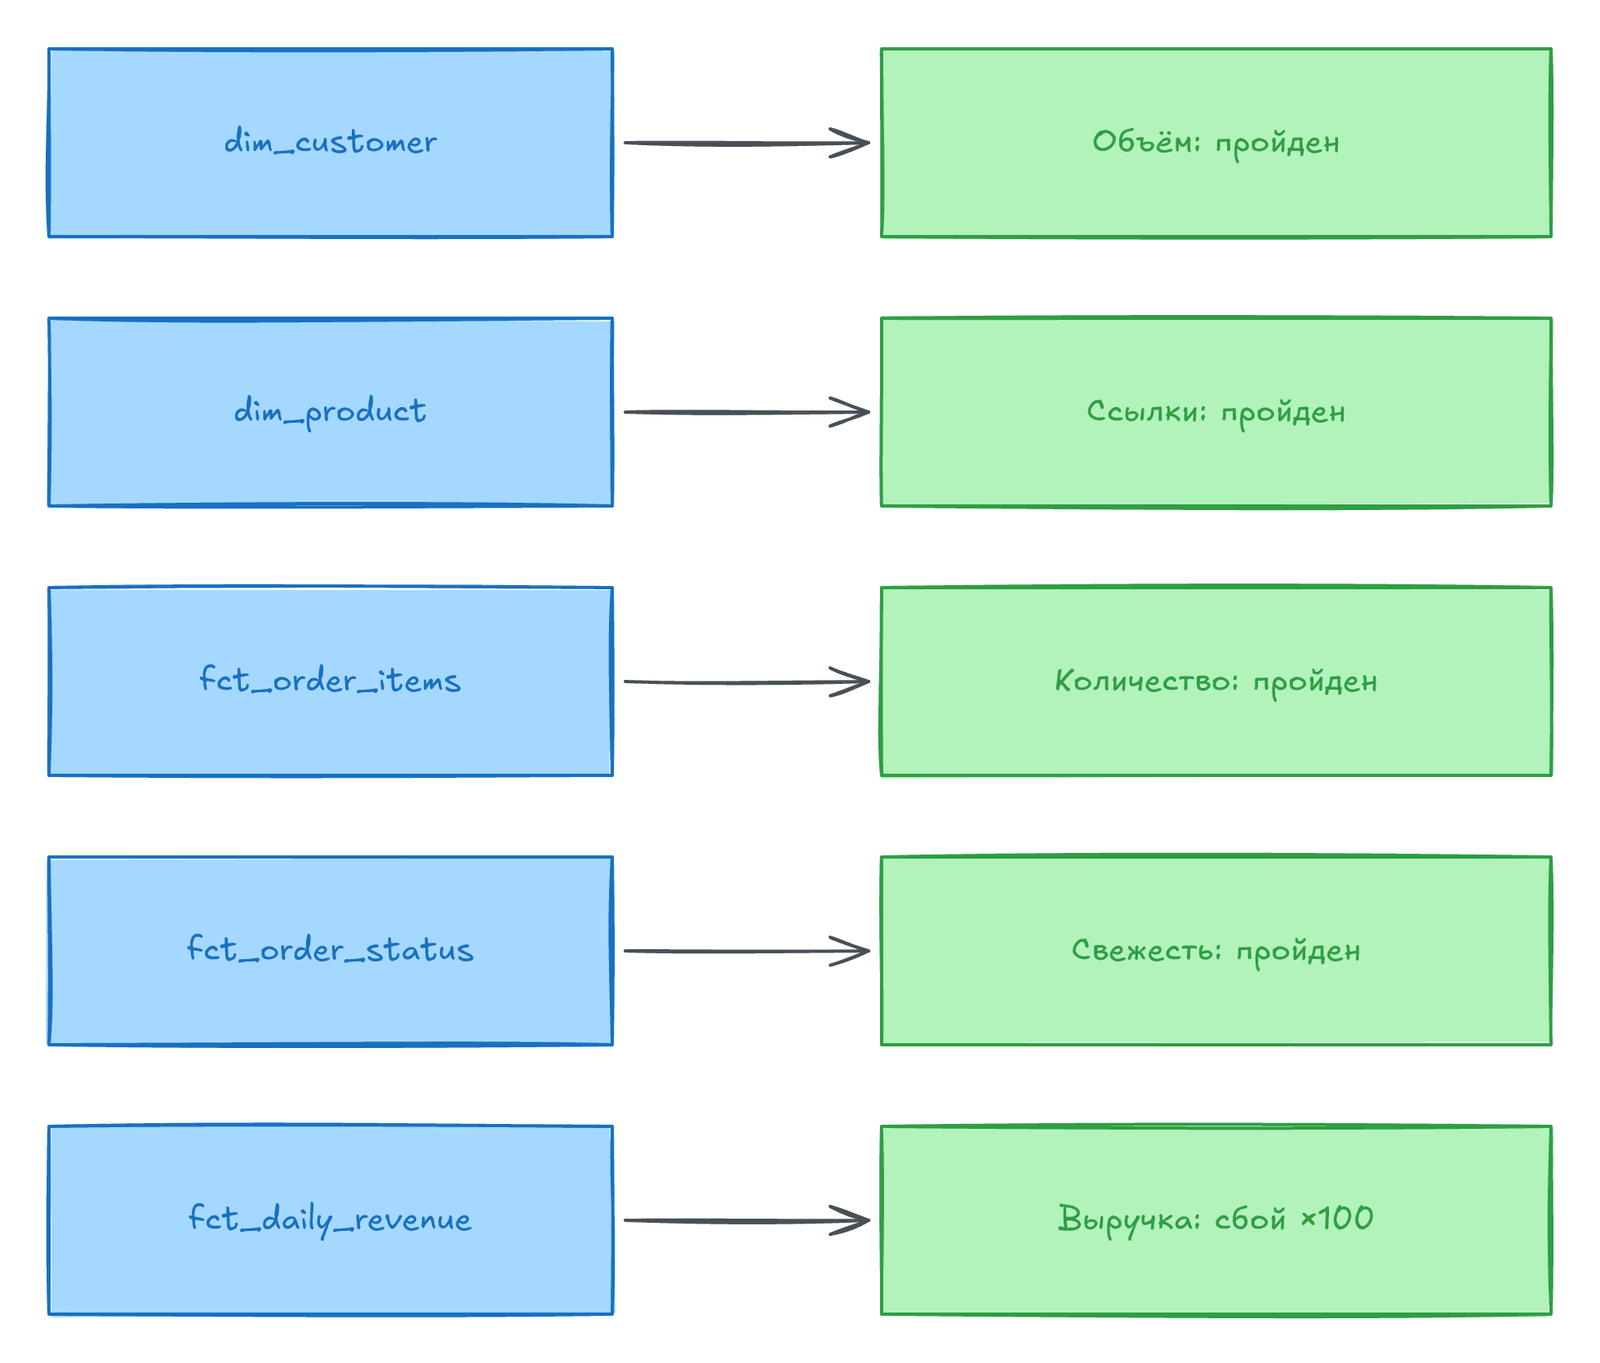 dim_customer
Объём: пройден
dim_product
Ссылки: пройден
fct_order_items
Количество: пройден
fct_order_status
Свежесть: пройден
fct_daily_revenue
Выручка: сбой ×100